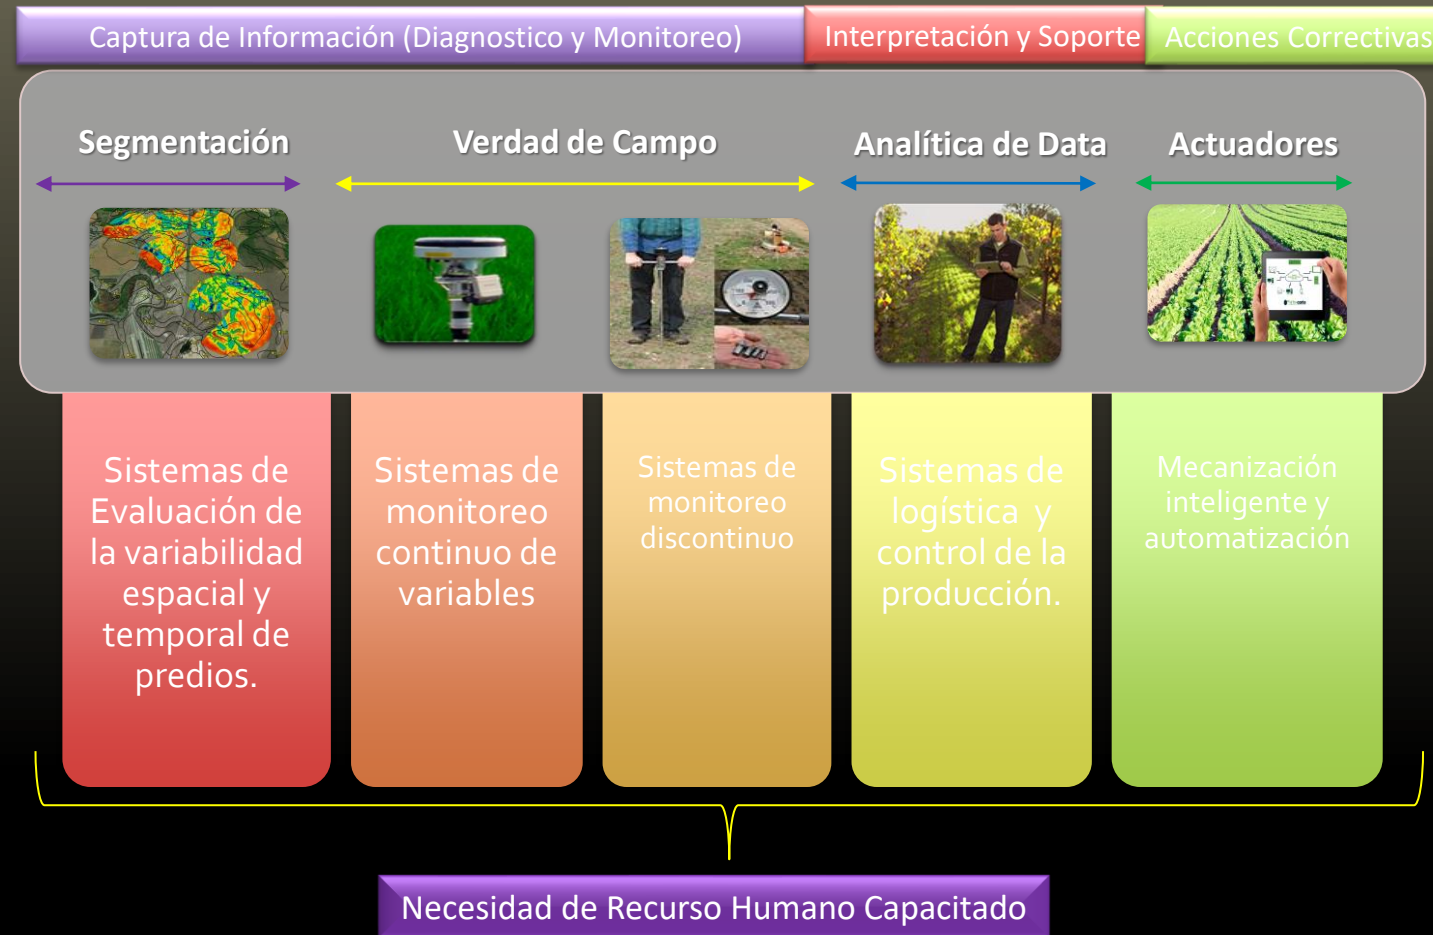 Captura de Información (Diagnostico y Monitoreo)
Interpretación y Soporte
Acciones Correctivas
Segmentación
Verdad de Campo
Analítica de Data
Actuadores
Sistemas de
Evaluación de
la variabilidad
espacial y
temporal de
predios.
Sistemas de
monitoreo
continuo de
variables
Sistemas de
monitoreo
discontinuo
Sistemas de
logística y
control de la
producción.
Mecanización
inteligente y
automatización
Necesidad de Recurso Humano Capacitado